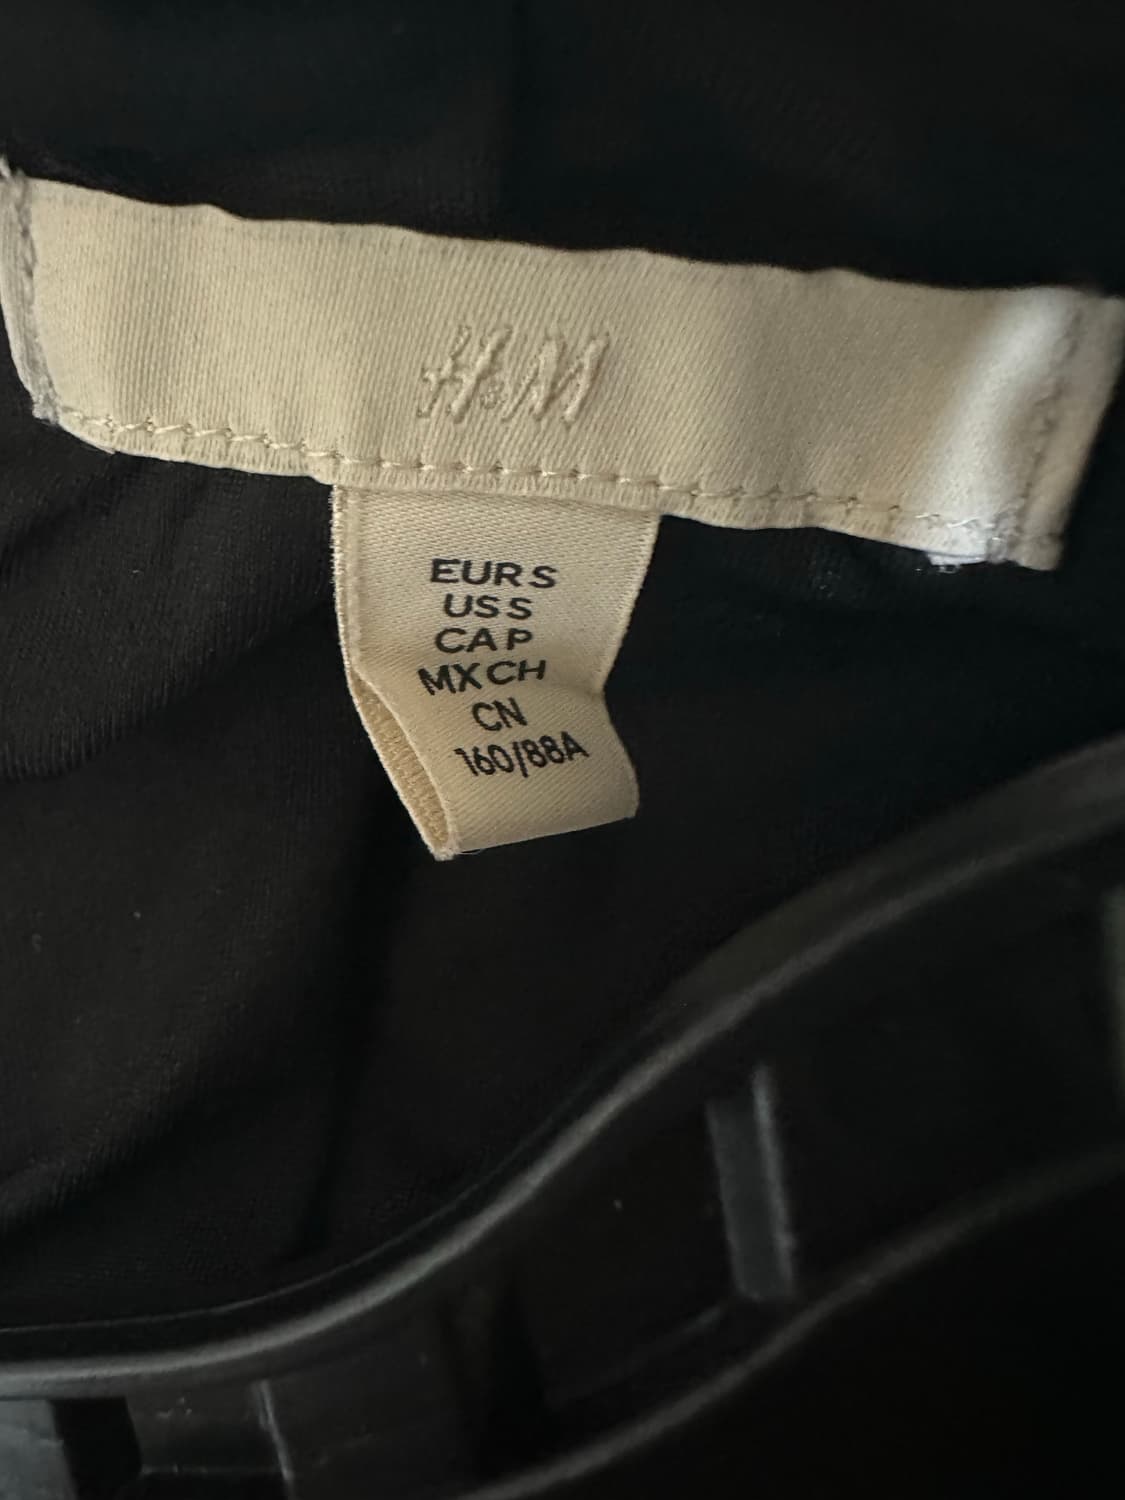 H&M
EUR S
US S
CA P
MX CH
CN
160/88A